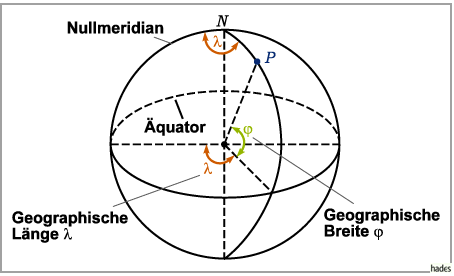 N
Nullmeridian
λ
P
Äquator
φ
λ
Geographische
Länge λ
Geographische
Breite φ
hades